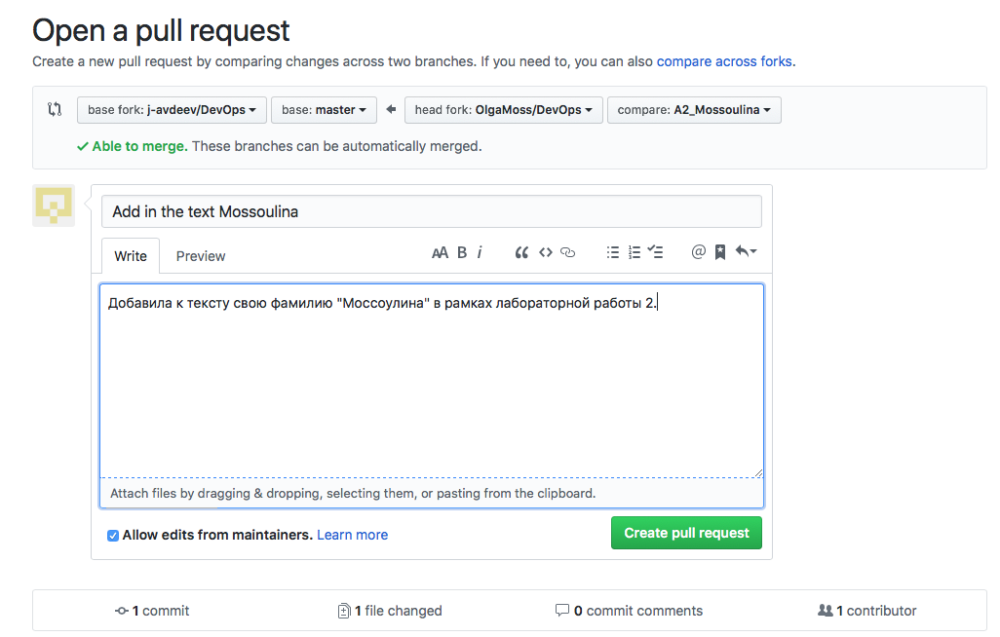 Open a pull request
Create a new pull request by comparing changes across two branches. If you need to, you can also compare across forks.
base fork: j-avdeev/DevOps base: master head fork: OlgaMoss/DevOps compare: A2_Mossoulina
Able to merge. These branches can be automatically merged.
Add in the text Mossoulina
Write Preview AA B i @
Добавила к тексту свою фамилию "Моссоулина" в рамках лабораторной работы 2.
Attach files by dragging & dropping, selecting them, or pasting from the clipboard.
Allow edits from maintainers. Learn more Create pull request
1 commit 1 file changed 0 commit comments 1 contributor